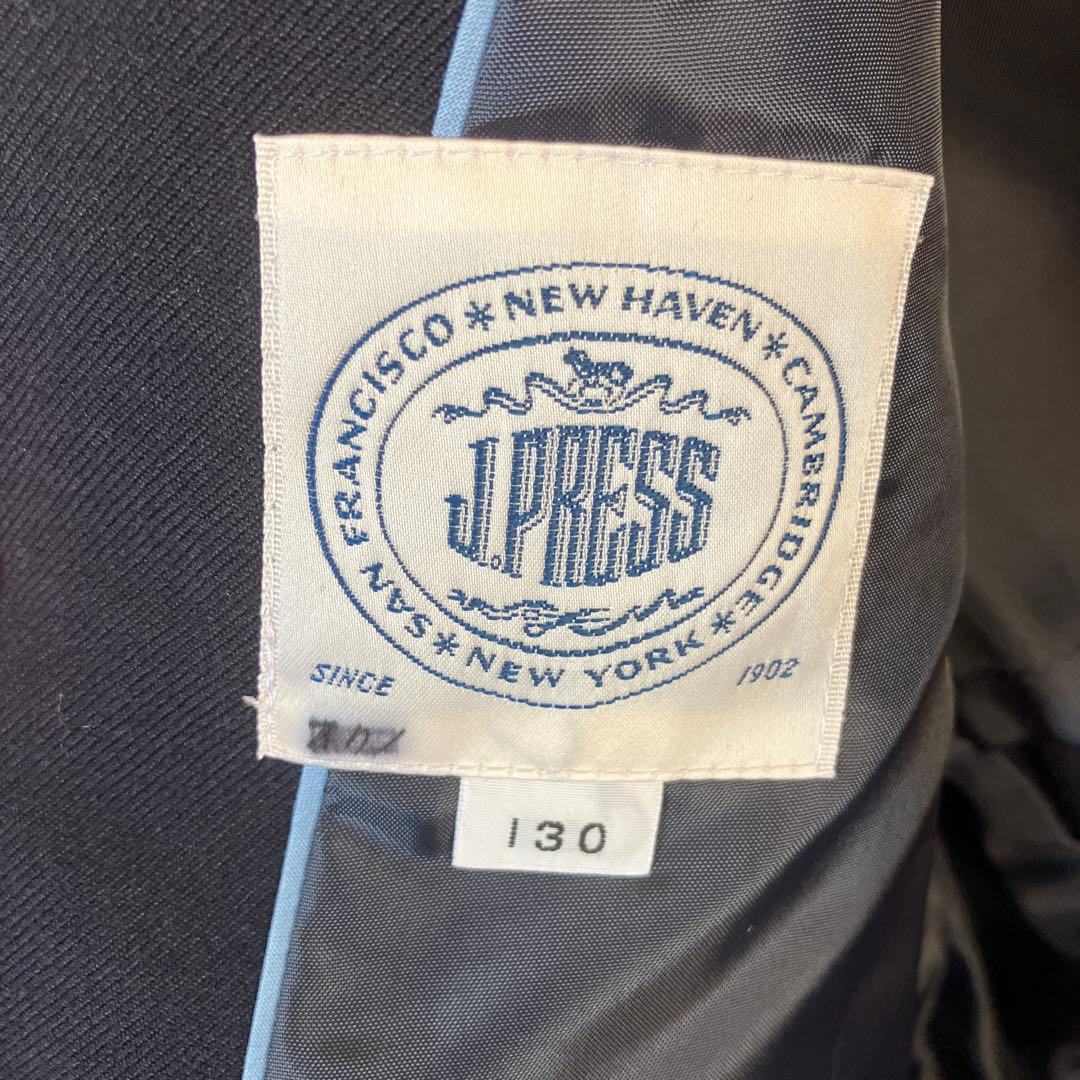 SAN FRANCISCO * NEW HAVEN * CAMBRIDGE * NEW YORK *
J.PRESS
SINCE 1902
130